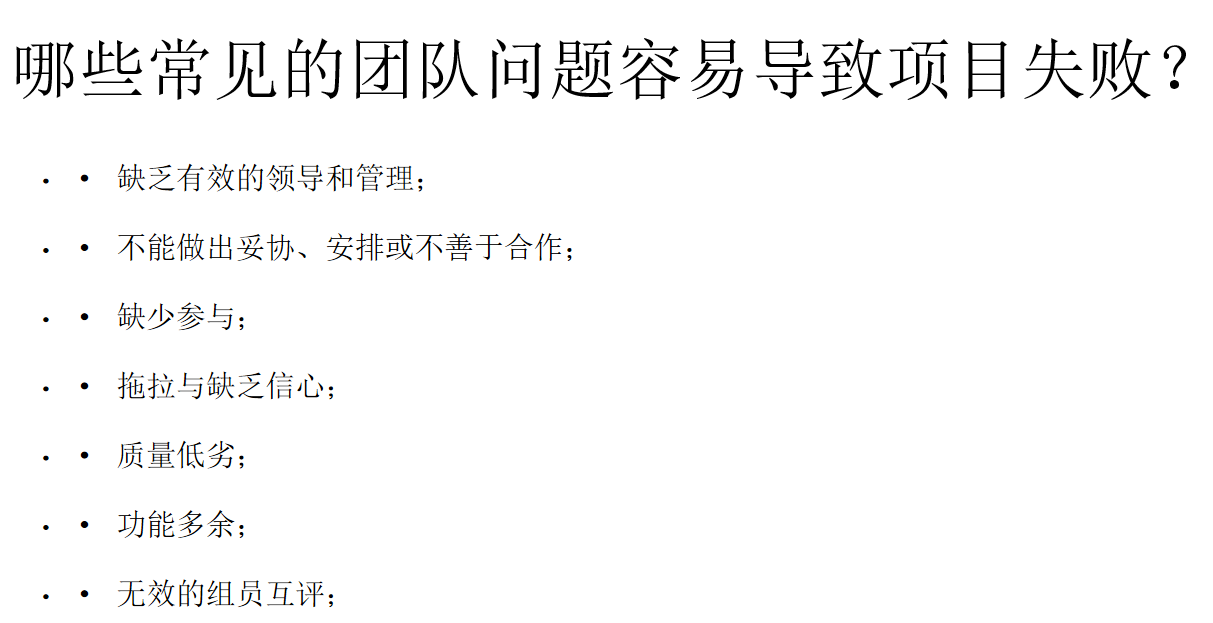 哪些常见的团队问题容易导致项目失败？
• • 缺乏有效的领导和管理；
• • 不能做出妥协、安排或不善于合作；
• • 缺少参与；
• • 拖拉与缺乏信心；
• • 质量低劣；
• • 功能多余；
• • 无效的组员互评；